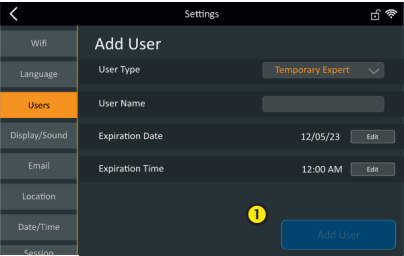 Settings
Wifi
Add User
Language
User Type
Temporary Expert
Users
User Name
Display/Sound
Expiration Date
12/05/23
Edit
Email
Expiration Time
12:00 AM
Edit
Location
1
Date/Time
Add User
Session